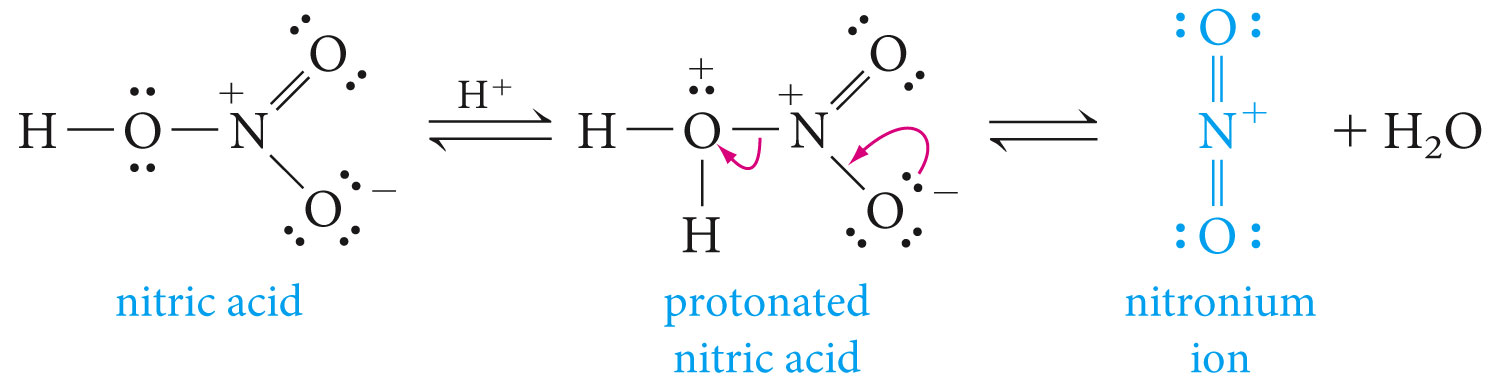 H—O—N⁺ O O⁻
H⁺
H—O⁺—N⁺ O O⁻ H
O N⁺ O + H₂O
nitric acid
protonated
nitric acid
nitronium
ion